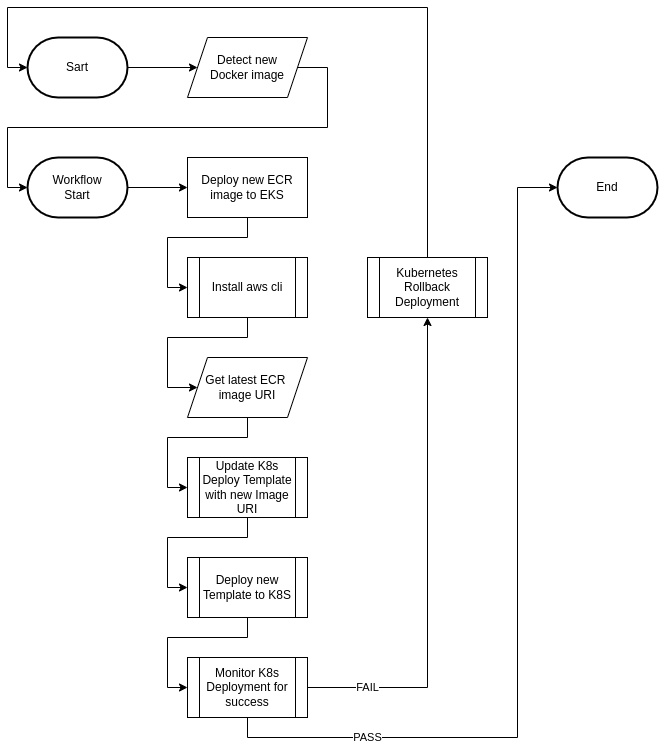 Sart
Detect new
Docker image
Workflow
Start
Deploy new ECR
image to EKS
End
Install aws cli
Kubernetes
Rollback
Deployment
Get latest ECR
image URI
Update K8s
Deploy Template
with new Image
URI
Deploy new
Template to K8S
Monitor K8s
Deployment for
success
FAIL
PASS